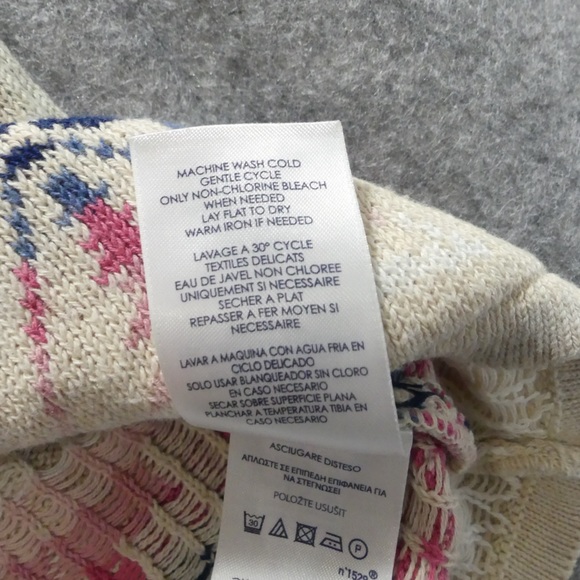 MACHINE WASH COLD
GENTLE CYCLE
ONLY NON-CHLORINE BLEACH
WHEN NEEDED
LAY FLAT TO DRY
WARM IRON IF NEEDED
LAVAGE A 30° CYCLE
TEXTILES DELICATS
EAU DE JAVEL NON CHLOREE
UNIQUEMENT SI NECESSAIRE
SECHER A PLAT
REPASSER A FER MOYEN SI
NECESSAIRE
LAVAR A MAQUINA CON AGUA FRIA EN
CICLO DELICADO
SOLO USAR BLANQUEADOR SIN CLORO
EN CASO NECESARIO
SECAR SOBRE SUPERFICIE PLANA
PLANCHAR A TEMPERATURA TIBIA EN
CASO NECESARIO
ASCIUGARE DISTESO
ΑΠΛΩΣΤΕ ΣΕ ΕΠΙΠΕΔΗ ΕΠΙΦΑΝΕΙΑ ΓΙΑ
ΝΑ ΣΤΕΓΝΩΣΕΙ
POLOŽTE USUŠIT
30 P
n°1529®